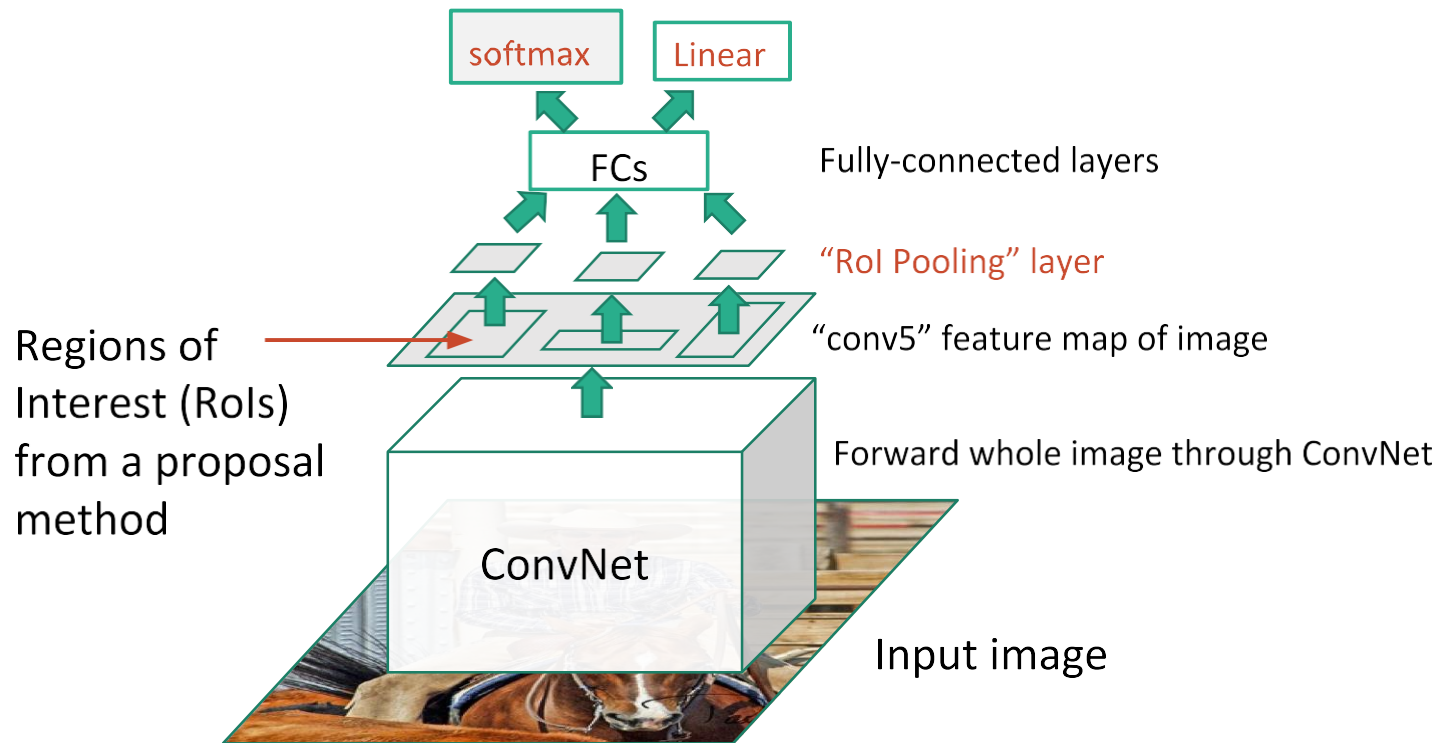 softmax
Linear
FCs
Fully-connected layers
“RoI Pooling” layer
“conv5” feature map of image
Regions of
Interest (RoIs)
from a proposal
method
Forward whole image through ConvNet
ConvNet
Input image